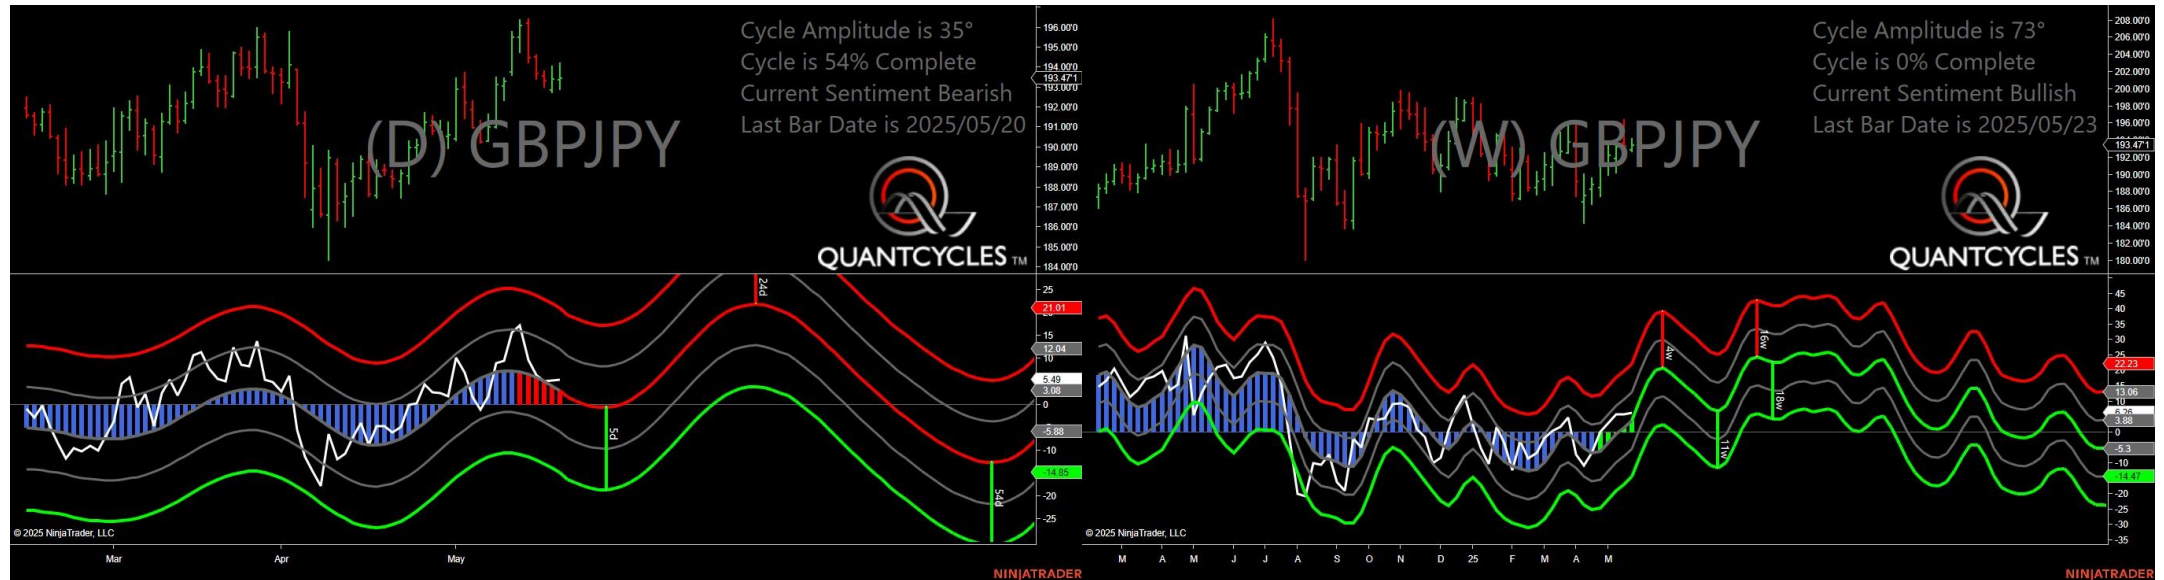 Cycle Amplitude is 35°
Cycle is 54% Complete
Current Sentiment Bearish
Last Bar Date is 2025/05/20
(D) GBPJPY
QUANTCYCLES TM
196.00'0
195.00'0
194.00'0
193.47'1
193.00'0
192.00'0
191.00'0
190.00'0
189.00'0
188.00'0
187.00'0
186.00'0
185.00'0
184.00'0
25
21.01
15
12.04
10
5.49
3.08
0
-5.88
-10
-14.85
-20
-25
24d
5d
54d
© 2025 NinjaTrader, LLC
Mar
Apr
May
NINJATRADER
Cycle Amplitude is 73°
Cycle is 0% Complete
Current Sentiment Bullish
Last Bar Date is 2025/05/23
(W) GBPJPY
QUANTCYCLES TM
208.00'0
206.00'0
204.00'0
202.00'0
200.00'0
198.00'0
196.00'0
193.47'1
192.00'0
190.00'0
188.00'0
186.00'0
184.00'0
182.00'0
180.00'0
45
40
35
30
25
22.23
20
15
13.06
10
6.26
3.88
0
-5.3
-10
-14.47
-20
-25
-30
-35
4w
16w
18w
11w
© 2025 NinjaTrader, LLC
M A M J J A S O N D 25 F M A M
NINJATRADER